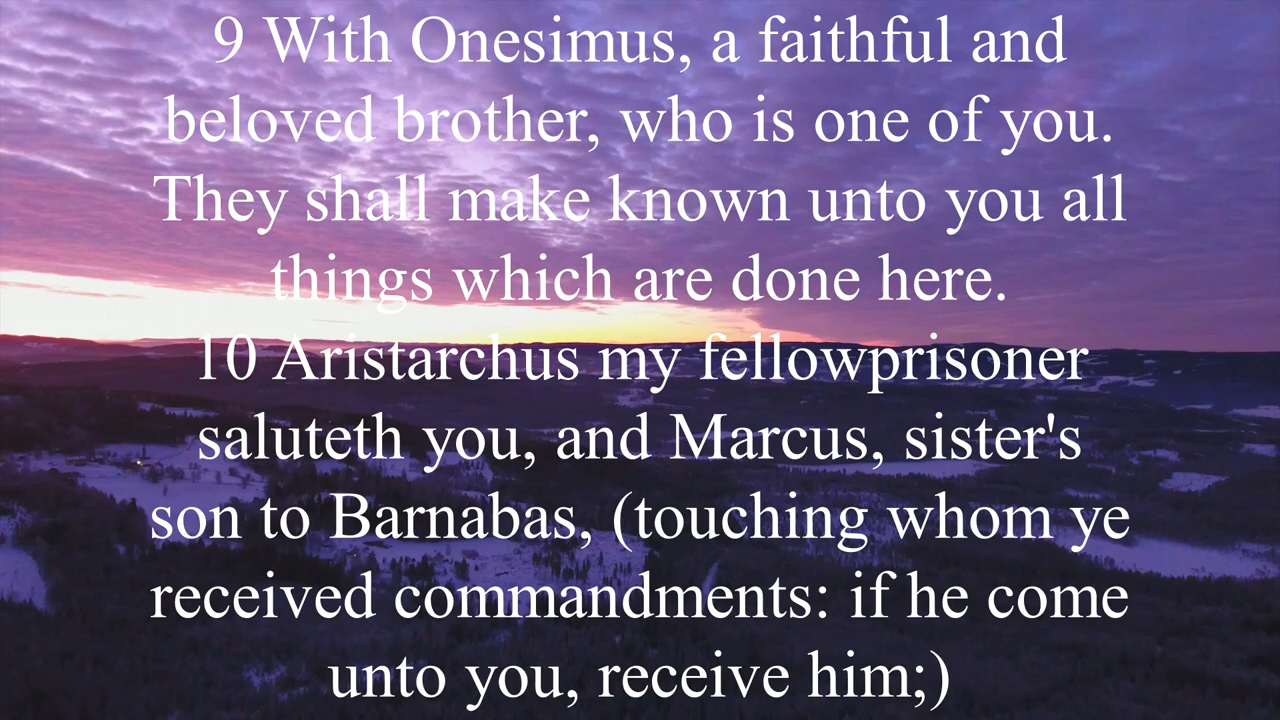 9 With Onesimus, a faithful and
beloved brother, who is one of you.
They shall make known unto you all
things which are done here.
10 Aristarchus my fellowprisoner
saluteth you, and Marcus, sister's
son to Barnabas, (touching whom ye
received commandments: if he come
unto you, receive him;)